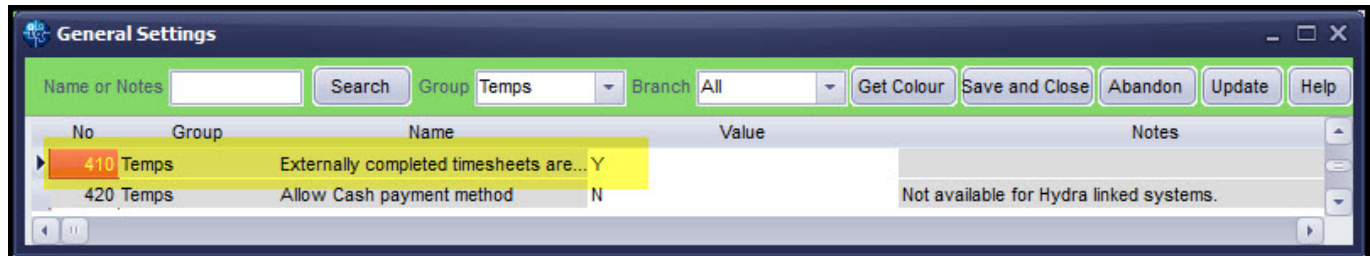 General Settings
Name or Notes Search Group Temps Branch All Get Colour Save and Close Abandon Update Help
No Group Name Value Notes
410 Temps Externally completed timesheets are... Y
420 Temps Allow Cash payment method N Not available for Hydra linked systems.